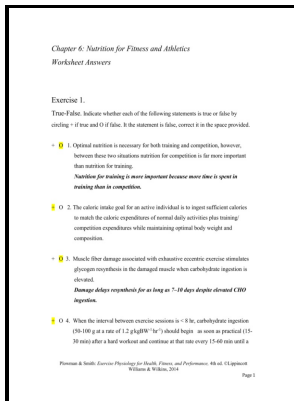 Chapter 6: Nutrition for Fitness and Athletics
Worksheet Answers
Exercise 1.
True-False. Indicate whether each of the following statements is true or false by
circling + if true and O if false. It the statement is false, correct it in the space provided.
+ O 1. Optimal nutrition is necessary for both training and competition, however,
between these two situations nutrition for competition is far more important
than nutrition for training.
Nutrition for training is more important because more time is spent in
training than in competition.
+ O 2. The caloric intake goal for an active individual is to ingest sufficient calories
to match the caloric expenditures of normal daily activities plus training/
competition expenditures while maintaining optimal body weight and
composition.
+ O 3. Muscle fiber damage associated with exhaustive eccentric exercise stimulates
glycogen resynthesis in the damaged muscle when carbohydrate ingestion is
elevated.
Damage delays resynthesis for as long as 7–10 days despite elevated CHO
ingestion.
+ O 4. When the interval between exercise sessions is < 8 hr, carbohydrate ingestion
(50-100 g at a rate of 1.2 gkgBW⁻¹ hr⁻¹) should begin as soon as practical (15-
30 min) after a hard workout and continue at that rate every 15-60 min until a
Plowman & Smith: Exercise Physiology for Health, Fitness, and Performance. 4th ed. ©Lippincott
Williams & Wilkins, 2014
Page 1